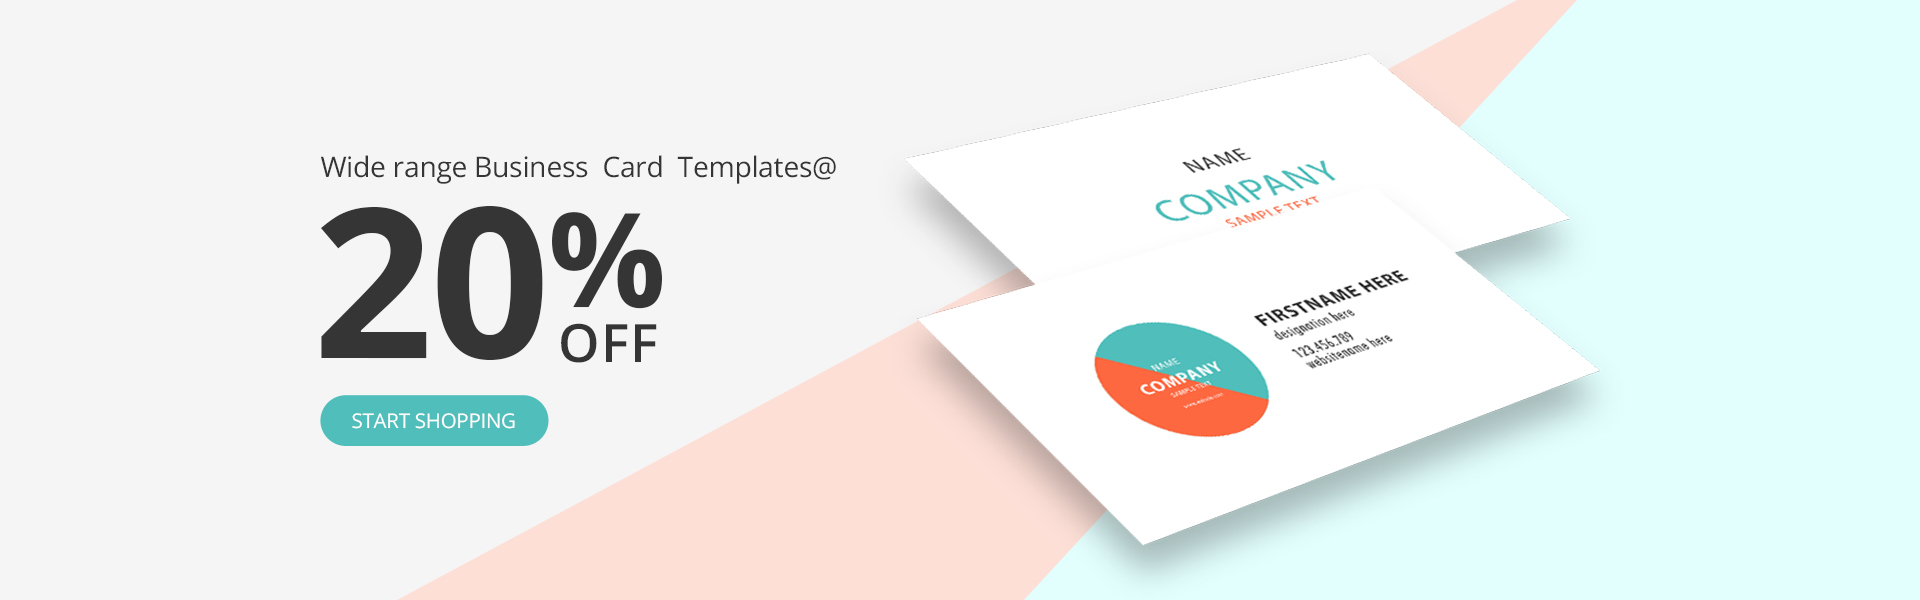 Wide range Business  Card  Templates@
20%
OFF
START SHOPPING
NAME
COMPANY
SAMPLE TEXT
FIRSTNAME HERE
designation here
123.456.789
websitename here
NAME
COMPANY
SAMPLE TEXT